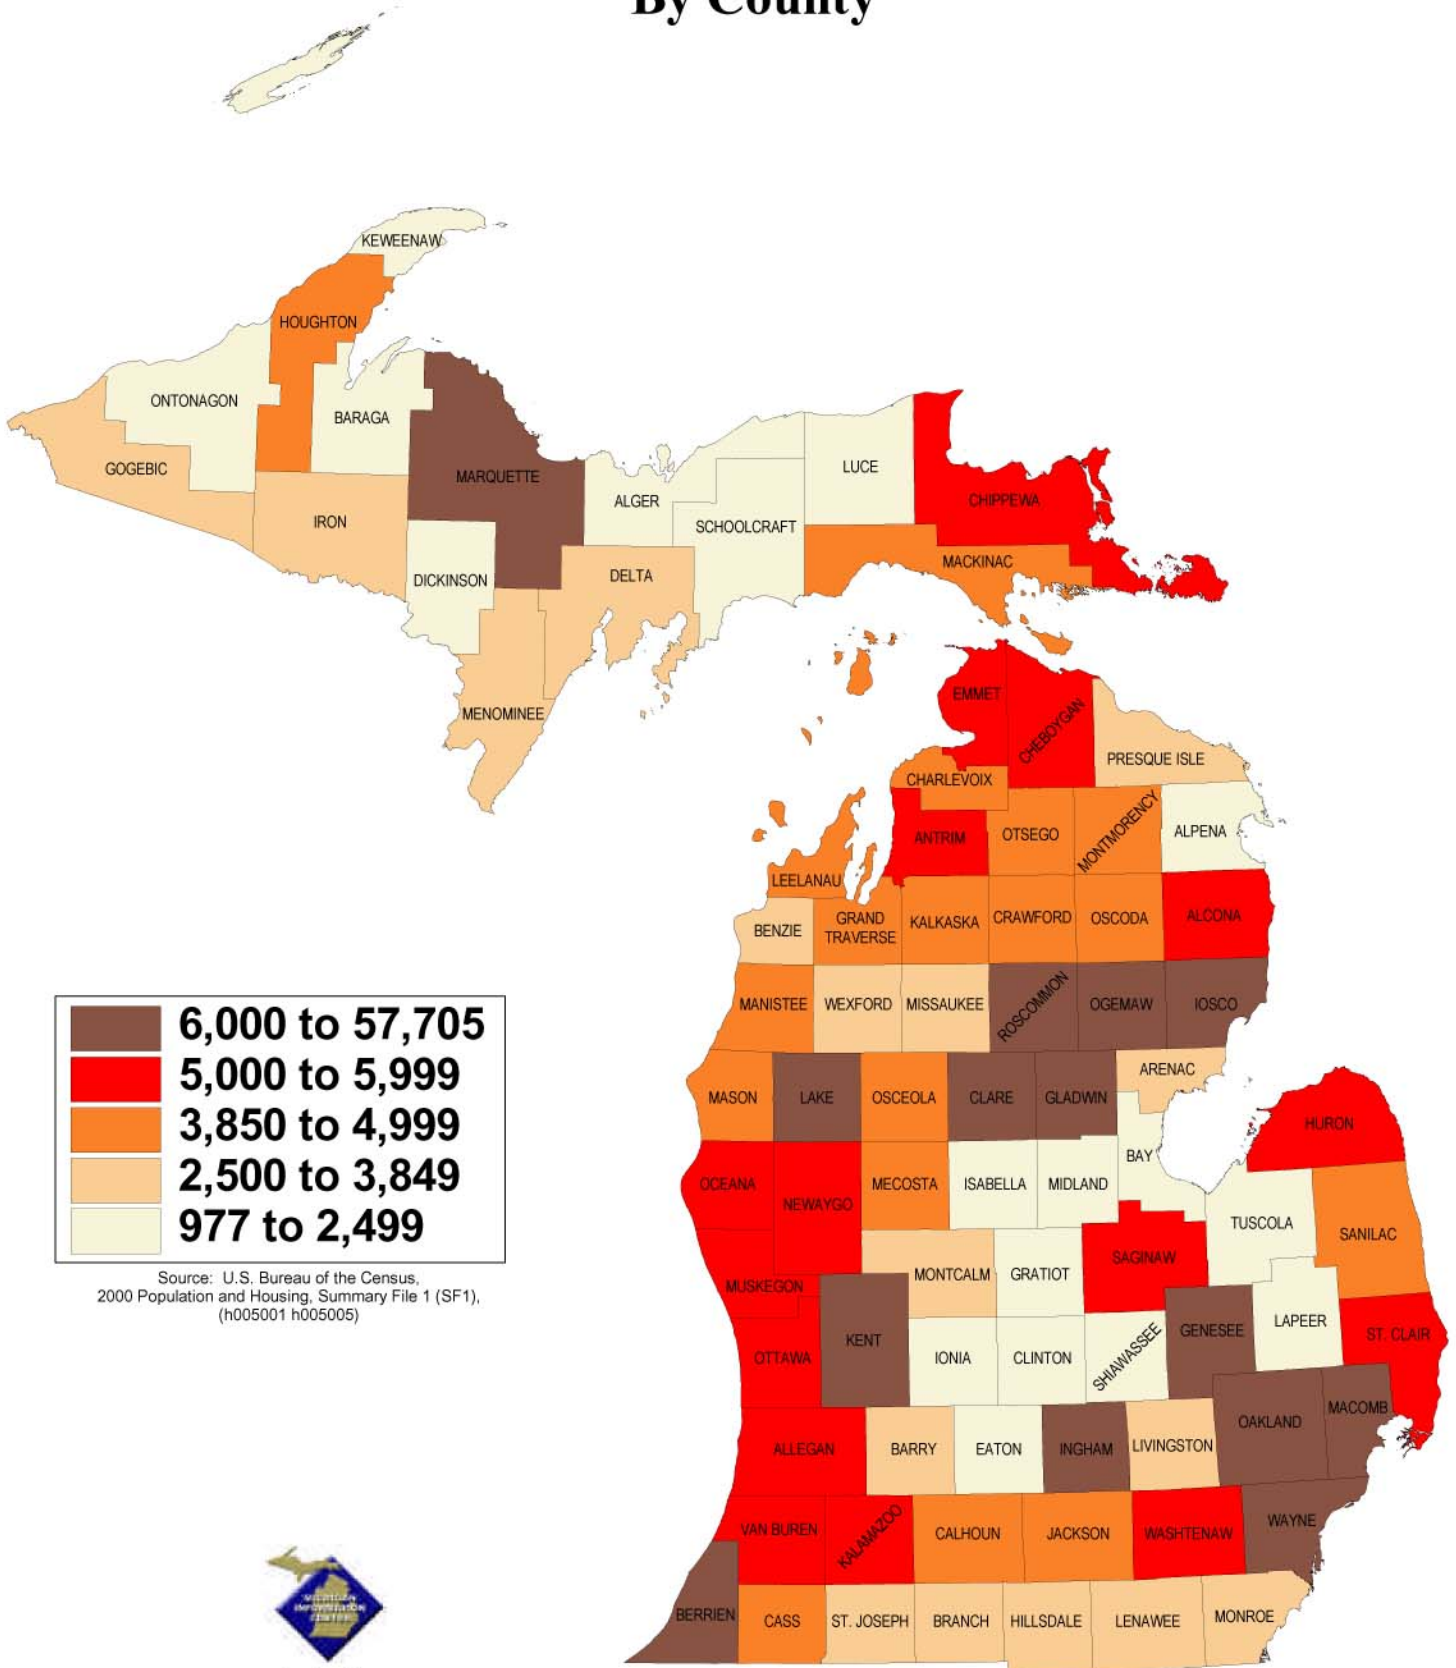 By County
KEWEENAW
HOUGHTON
ONTONAGON
BARAGA
GOGEBIC
MARQUETTE
IRON
ALGER
LUCE
SCHOOLCRAFT
CHIPPEWA
MACKINAC
DICKINSON
DELTA
MENOMINEE
EMMET
CHEBOYGAN
PRESQUE ISLE
CHARLEVOIX
ANTRIM
OTSEGO
MONTMORENCY
ALPENA
LEELANAU
BENZIE
GRAND
TRAVERSE
KALKASKA
CRAWFORD
OSCODA
ALCONA
MANISTEE
WEXFORD
MISSAUKEE
ROSCOMMON
OGEMAW
IOSCO
ARENAC
MASON
LAKE
OSCEOLA
CLARE
GLADWIN
HURON
BAY
OCEANA
NEWAYGO
MECOSTA
ISABELLA
MIDLAND
TUSCOLA
SANILAC
MUSKEGON
MONTCALM
GRATIOT
SAGINAW
KENT
OTTAWA
IONIA
CLINTON
SHIAWASSEE
GENESEE
LAPEER
ST. CLAIR
ALLEGAN
BARRY
EATON
INGHAM
LIVINGSTON
OAKLAND
MACOMB
VAN BUREN
KALAMAZOO
CALHOUN
JACKSON
WASHTENAW
WAYNE
BERRIEN
CASS
ST. JOSEPH
BRANCH
HILLSDALE
LENAWEE
MONROE
6,000 to 57,705
5,000 to 5,999
3,850 to 4,999
2,500 to 3,849
977 to 2,499
Source: U.S. Bureau of the Census,
2000 Population and Housing, Summary File 1 (SF1),
(h005001 h005005)
MICHIGAN
INFORMATION
CENTER